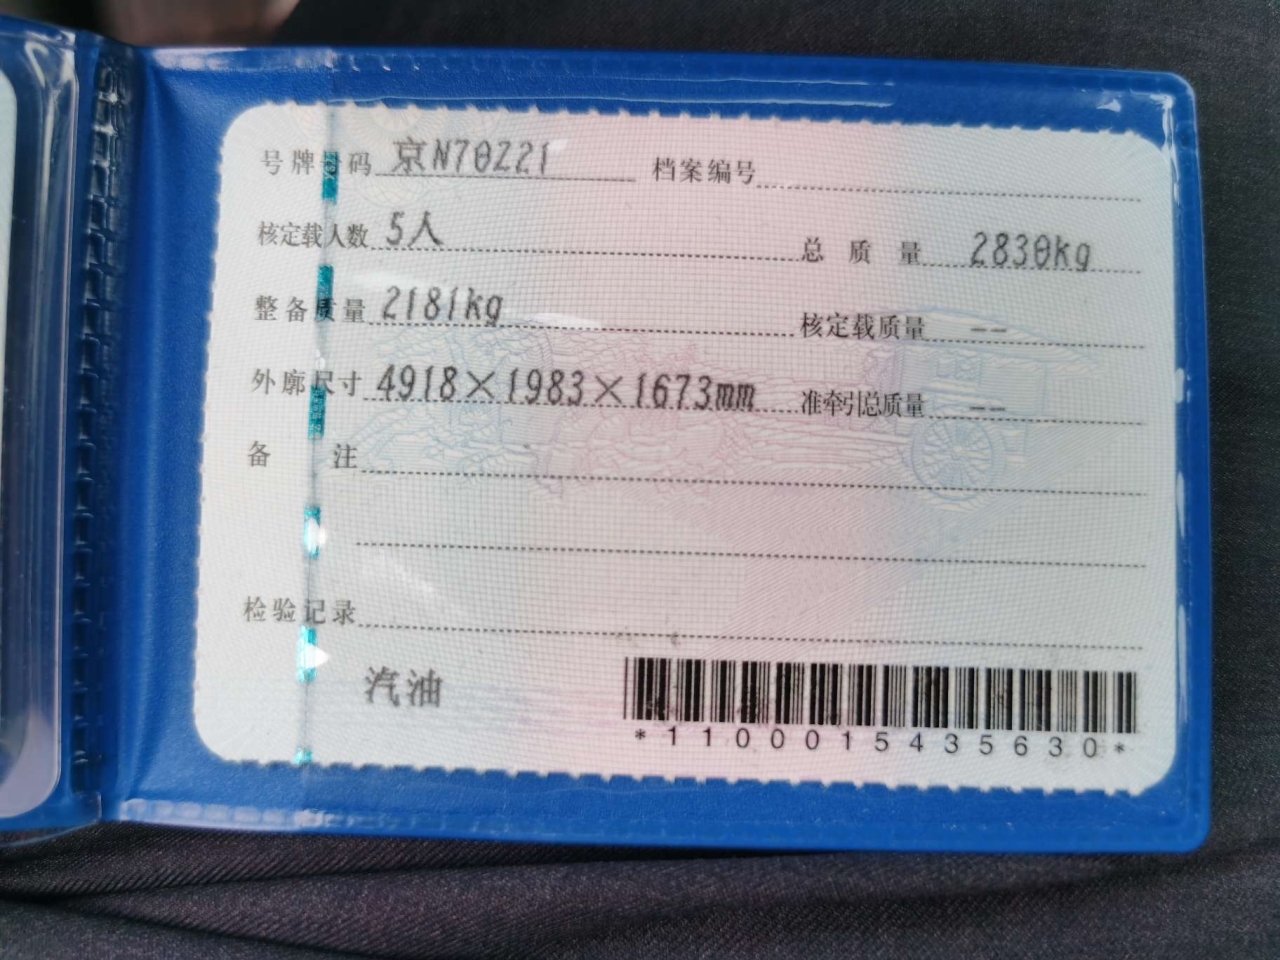 号牌号码 京N70Z21 档案编号
核定载人数 5人 总质量 2830kg
整备质量 2181kg 核定载质量 --
外廓尺寸 4918×1983×1673mm 准牵引总质量 --
备注
检验记录
汽油
*1100015435630*